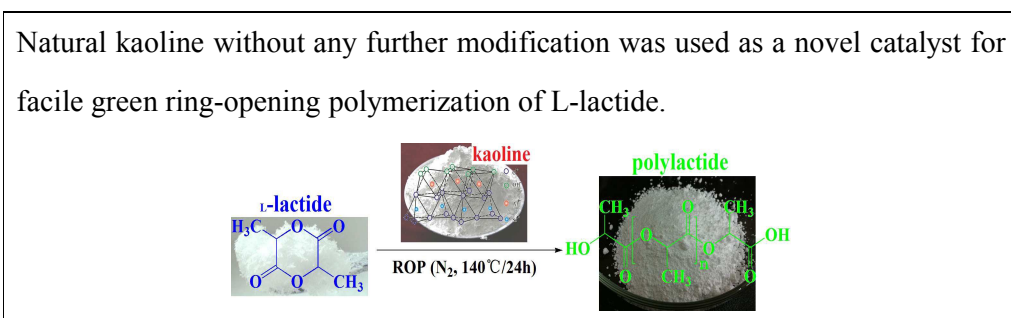 Natural kaoline without any further modification was used as a novel catalyst for
facile green ring-opening polymerization of L-lactide.
kaoline
polylactide
L-lactide
H₃C
O
O
O
O
CH₃
ROP (N₂, 140℃/24h)
CH₃
O
CH₃
HO
O
O
OH
O
CH₃
n
O